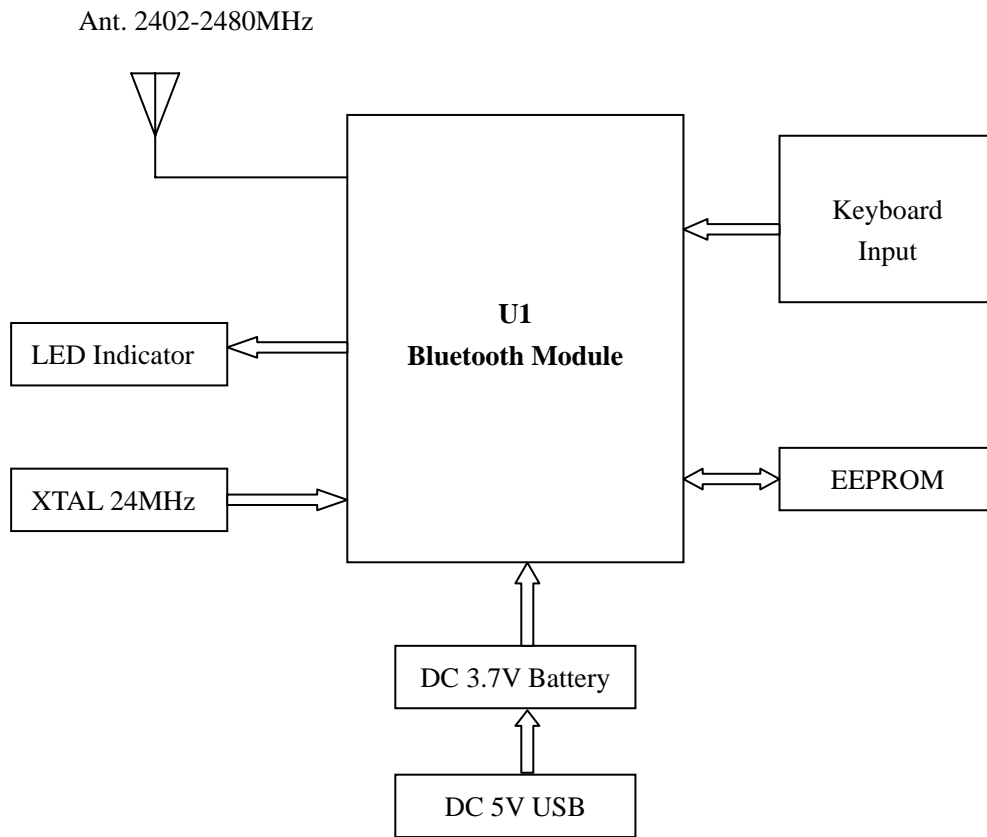 Ant. 2402-2480MHz
Keyboard
Input
U1
Bluetooth Module
LED Indicator
XTAL 24MHz
EEPROM
DC 3.7V Battery
DC 5V USB